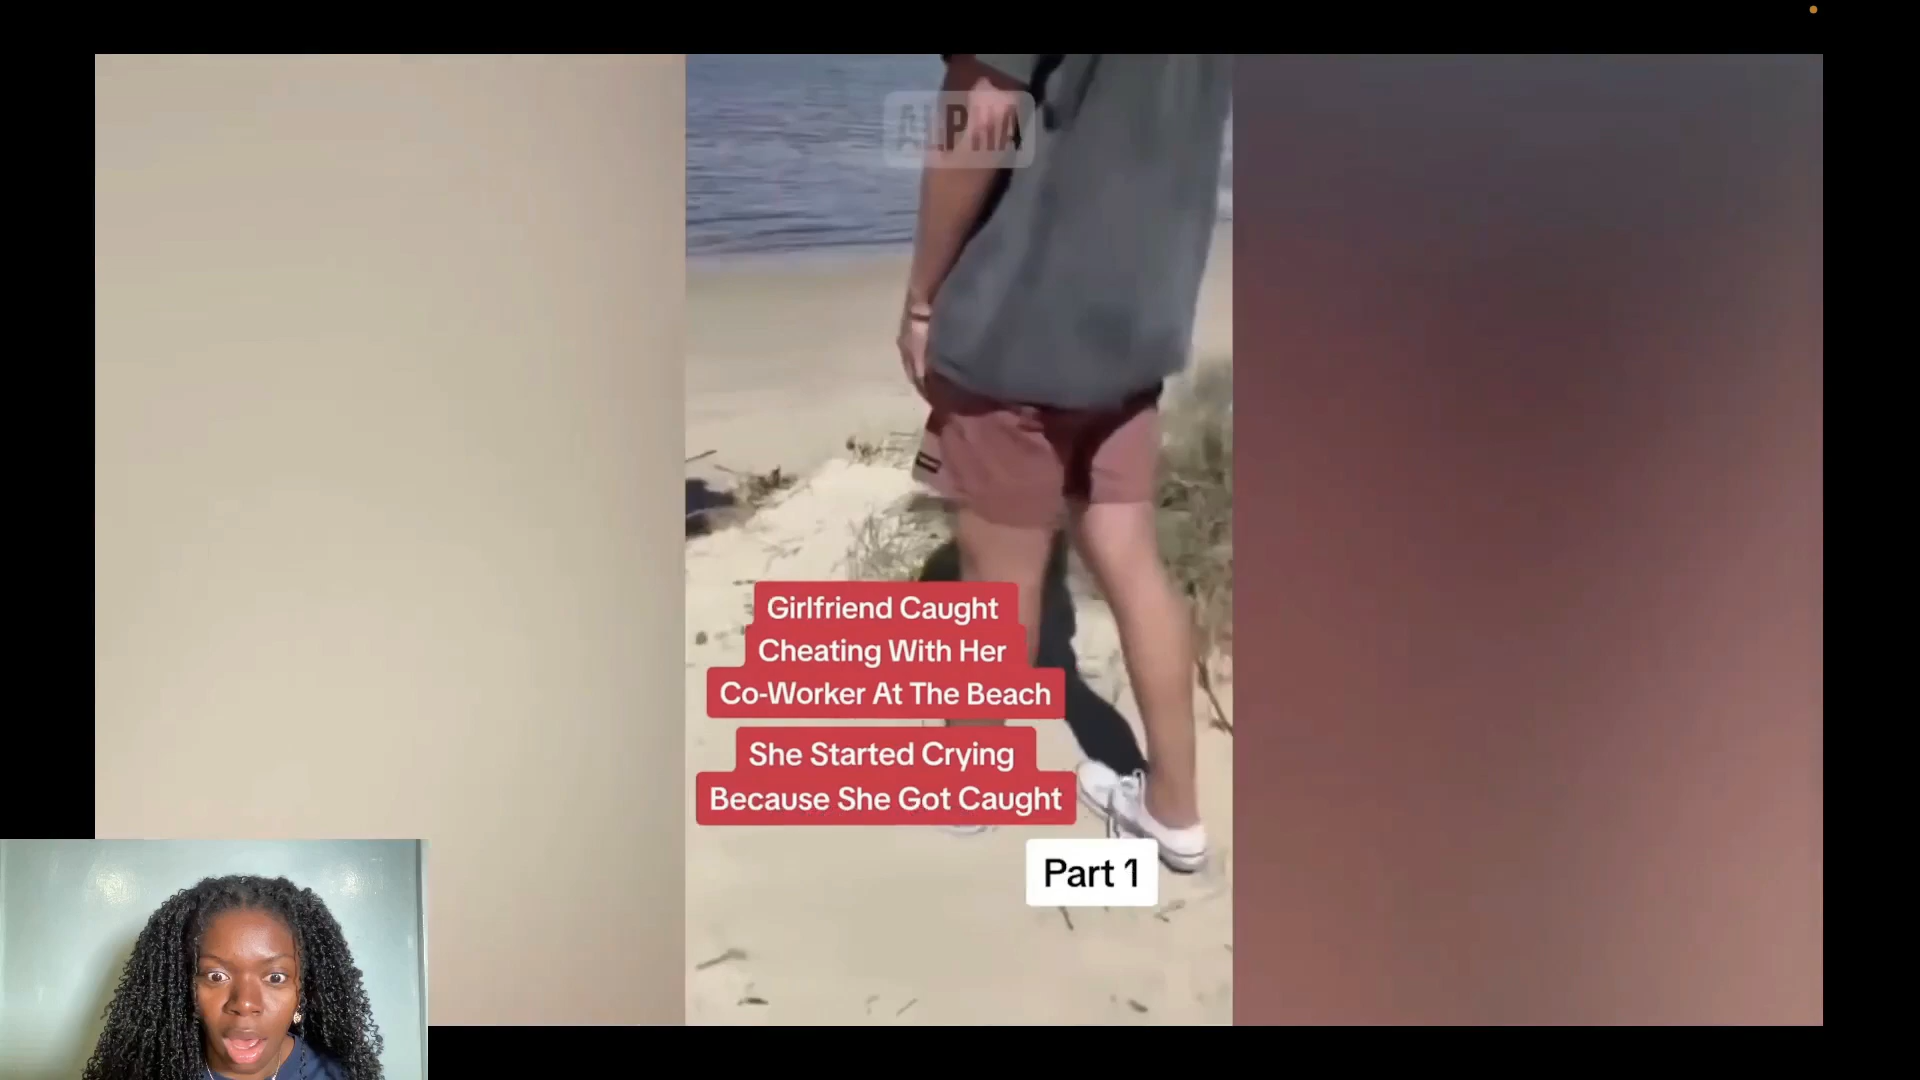 ALPHA
Girlfriend Caught
Cheating With Her
Co-Worker At The Beach
She Started Crying
Because She Got Caught
Part 1